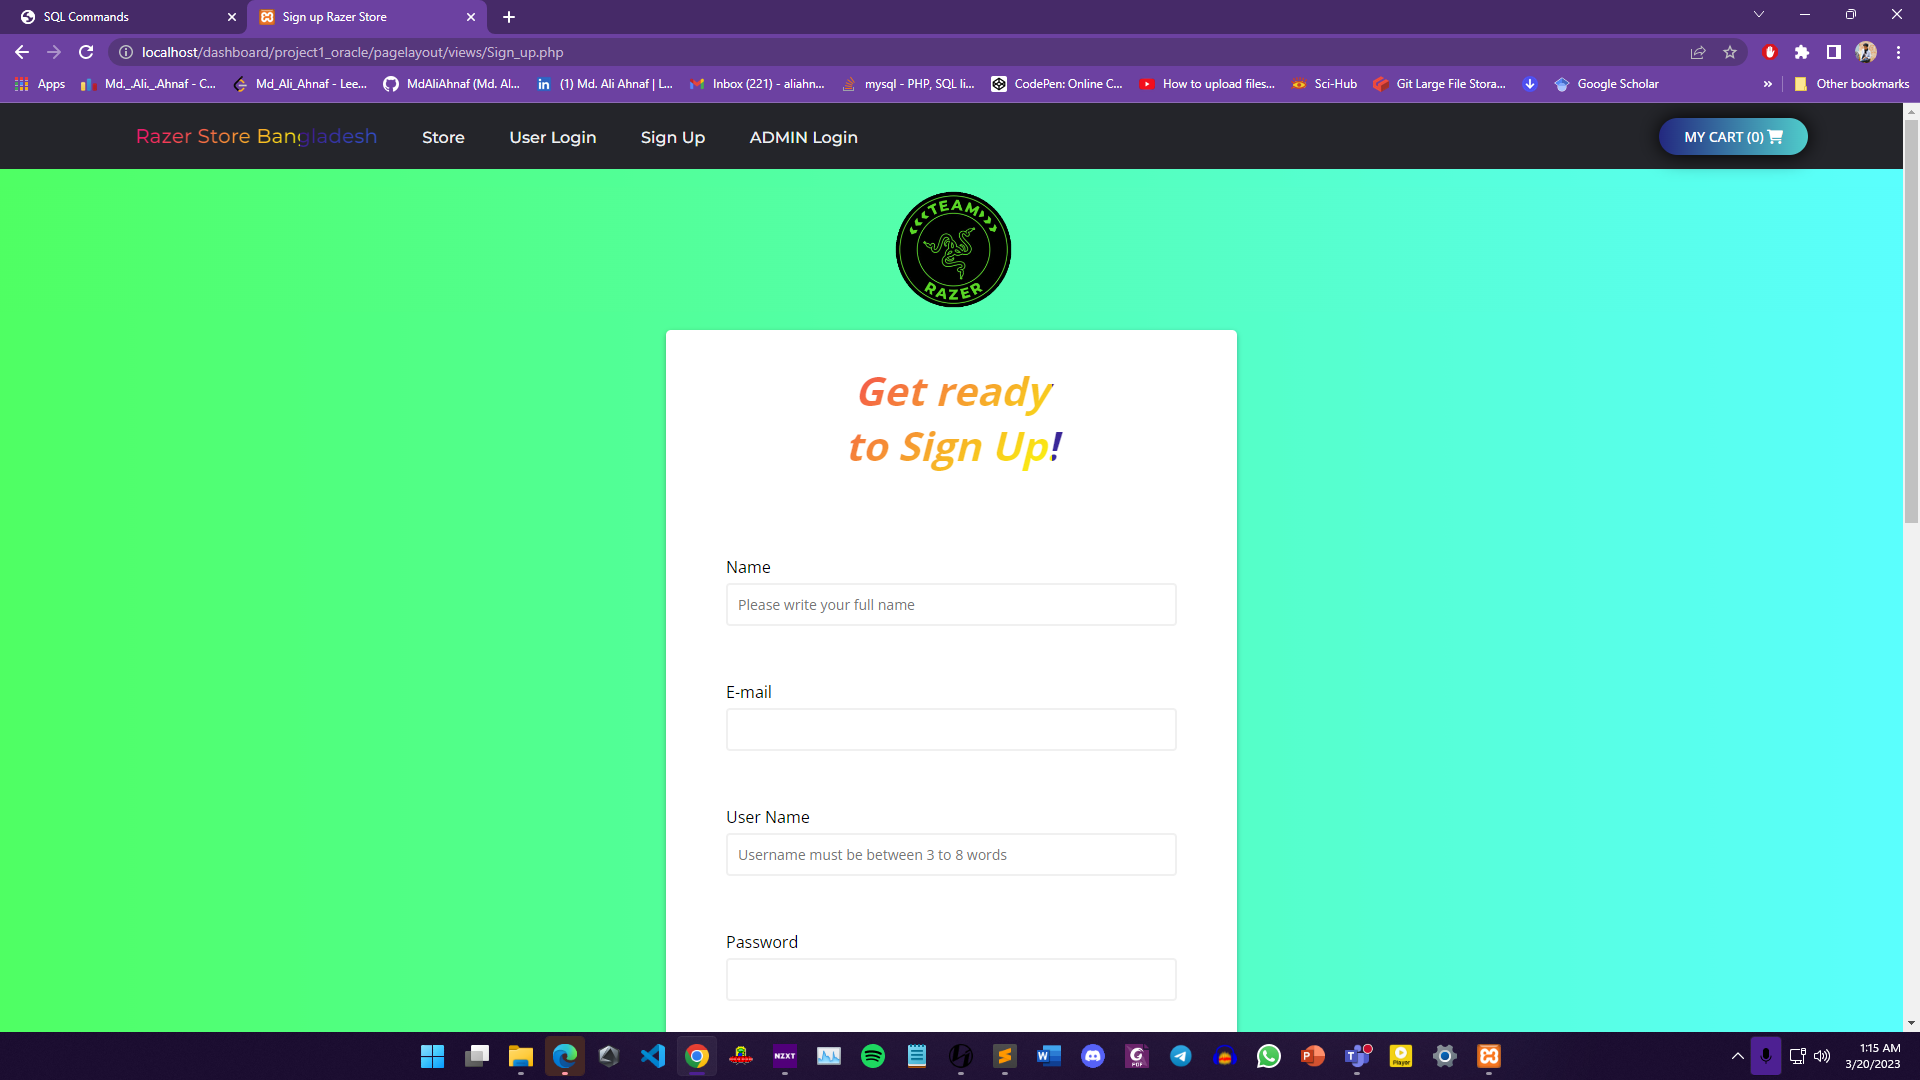 SQL Commands
Sign up Razer Store
localhost/dashboard/project1_oracle/pagelayout/views/Sign_up.php
Apps
Md._.Ali._.Ahnaf - C...
Md_Ali_Ahnaf - Lee...
MdAliAhnaf (Md. Al...
(1) Md. Ali Ahnaf | L...
Inbox (221) - aliahn...
mysql - PHP, SQL li...
CodePen: Online C...
How to upload files...
Sci-Hub
Git Large File Stora...
Google Scholar
»
Other bookmarks
Razer Store Bangladesh
Store
User Login
Sign Up
ADMIN Login
MY CART (0)
TEAM
RAZER
Get ready
to Sign Up!
Name
Please write your full name
E-mail
User Name
Username must be between 3 to 8 words
Password
NZXT
1:15 AM
3/20/2023